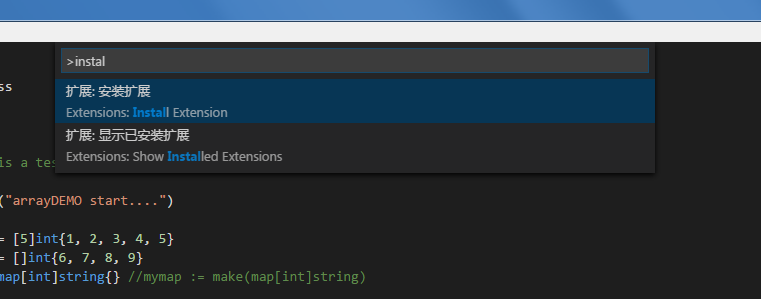 >instal
扩展: 安装扩展
Extensions: Install Extension
扩展: 显示已安装扩展
Extensions: Show Installed Extensions
ss
is a tes
("arrayDEMO start....")
= [5]int{1, 2, 3, 4, 5}
= []int{6, 7, 8, 9}
map[int]string{} //mymap := make(map[int]string)